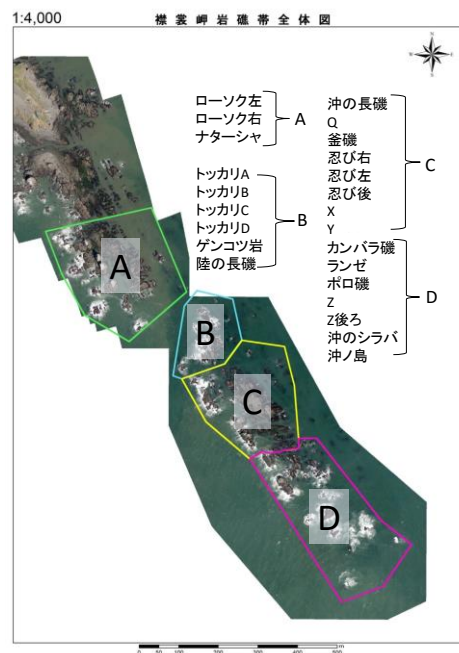 1:4,000
襟裳岬岩礁帯全体図
N
W
E
S
ローソク左
ローソク右
ナターシャ
A
トッカリA
トッカリB
トッカリC
トッカリD
ゲンコツ岩
陸の長磯
B
沖の長磯
Q
釜磯
忍び右
忍び左
忍び後
X
Y
C
カンバラ磯
ランゼ
ポロ磯
Z
Z後ろ
沖のシラバ
沖ノ島
D
A
B
C
D